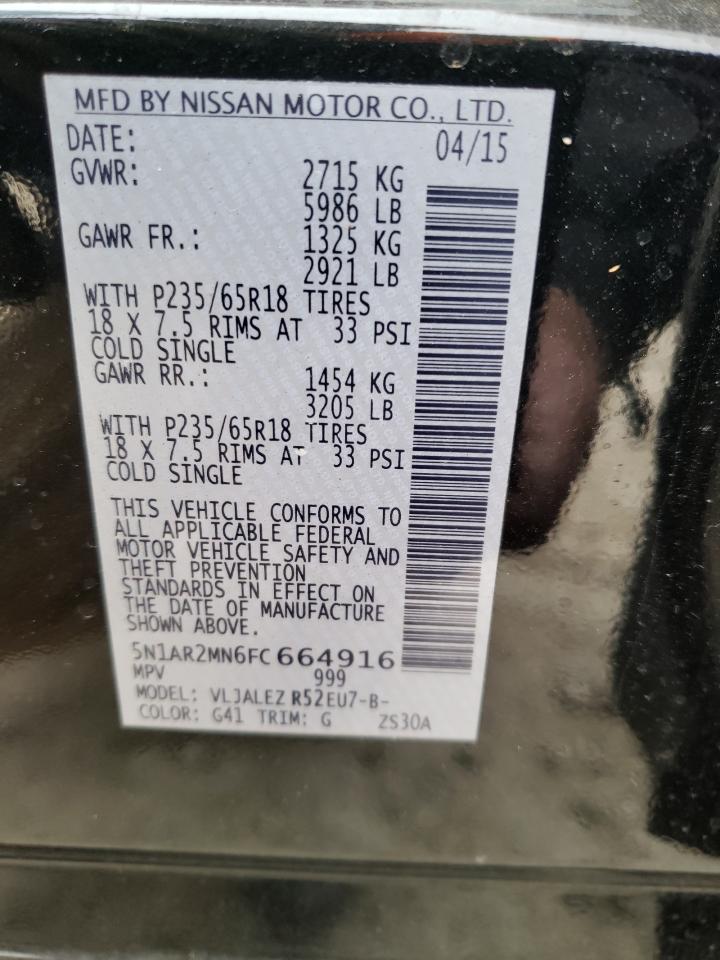 MFD BY NISSAN MOTOR CO., LTD.
DATE: 04/15
GVWR: 2715 KG
5986 LB
GAWR FR.: 1325 KG
2921 LB
WITH P235/65R18 TIRES
18 X 7.5 RIMS AT 33 PSI
COLD SINGLE
GAWR RR.: 1454 KG
3205 LB
WITH P235/65R18 TIRES
18 X 7.5 RIMS AT 33 PSI
COLD SINGLE
THIS VEHICLE CONFORMS TO
ALL APPLICABLE FEDERAL
MOTOR VEHICLE SAFETY AND
THEFT PREVENTION
STANDARDS IN EFFECT ON
THE DATE OF MANUFACTURE
SHOWN ABOVE.
5N1AR2MN6FC664916
MPV 999
MODEL: VLJALEZ R52EU7-B-
COLOR: G41 TRIM: G ZS30A